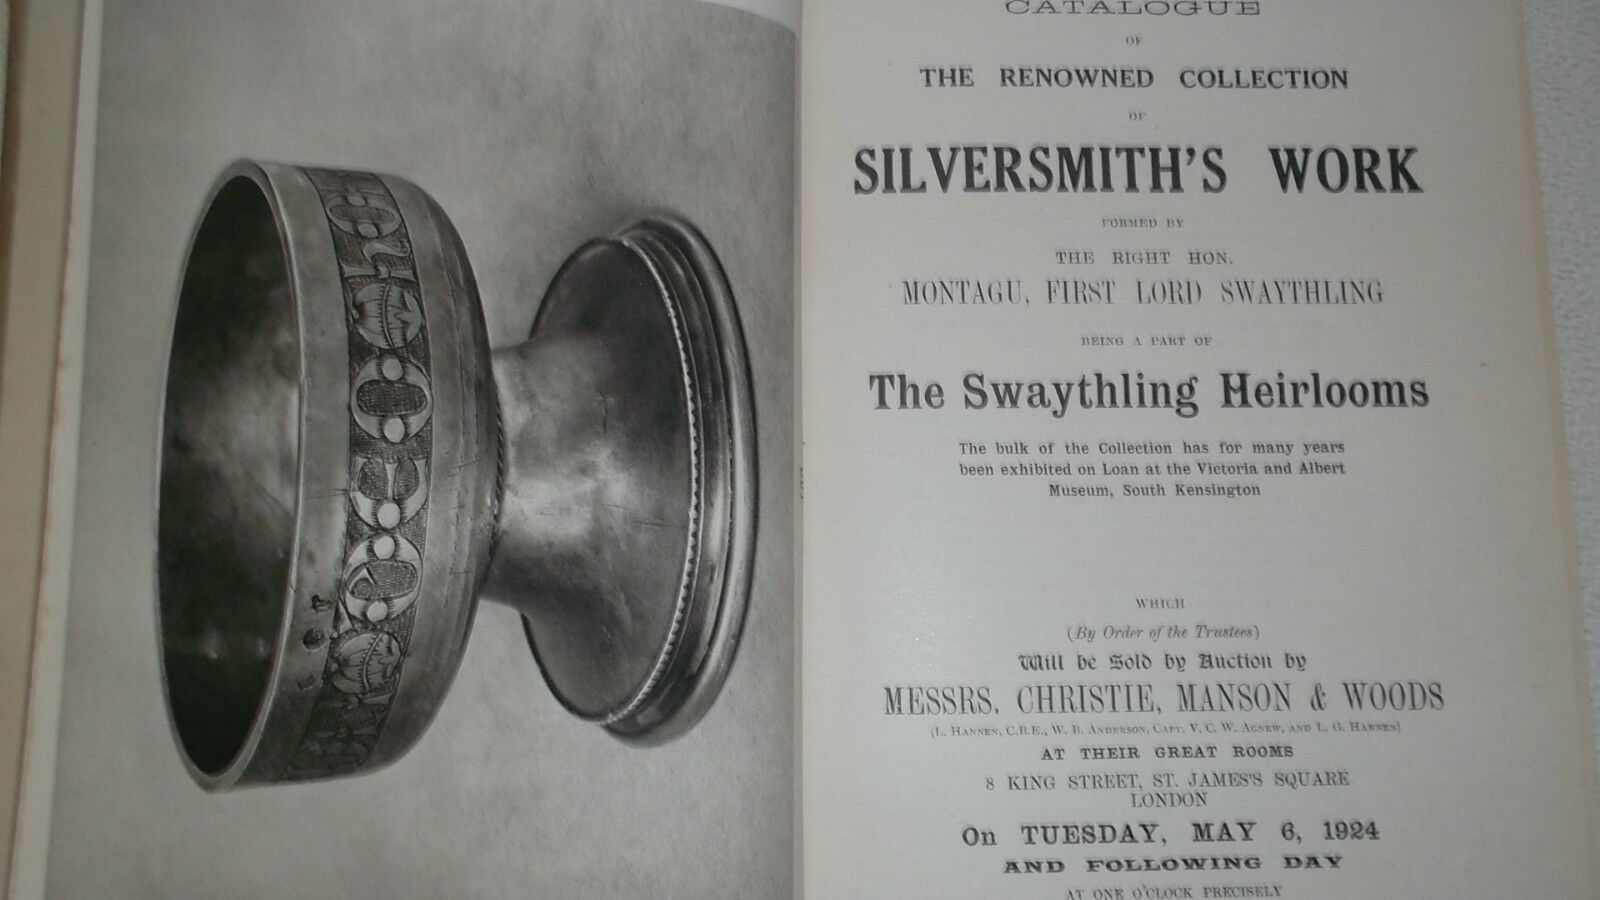 CATALOGUE
OF
THE RENOWNED COLLECTION
OF
SILVERSMITH'S WORK
FORMED BY
THE RIGHT HON.
MONTAGU, FIRST LORD SWAYTHLING
BEING A PART OF
The Swaythling Heirlooms
The bulk of the Collection has for many years
been exhibited on Loan at the Victoria and Albert
Museum, South Kensington
WHICH
(By Order of the Trustees)
Will be Sold by Auction by
MESSRS. CHRISTIE, MANSON & WOODS
(L. HANNEN, C.B.E., W. B. ANDERSON, CAPT. V. C. W. AGNEW, AND L. G. HANNEN)
AT THEIR GREAT ROOMS
8 KING STREET, ST. JAMES'S SQUARE
LONDON
On TUESDAY, MAY 6, 1924
AND FOLLOWING DAY
AT ONE O'CLOCK PRECISELY